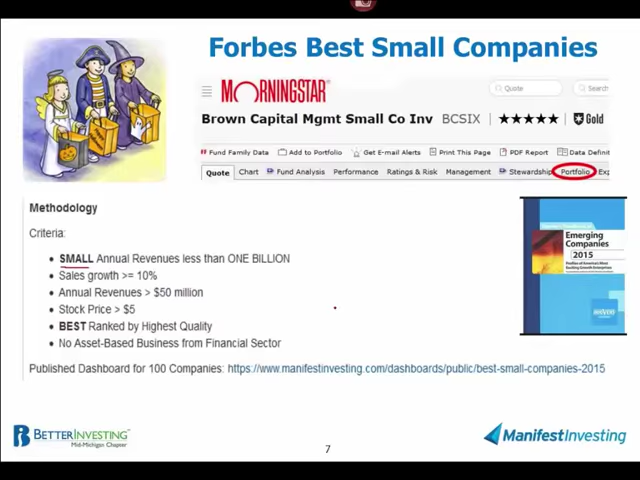 Forbes Best Small Companies
MORNINGSTAR
Quote
Search
Brown Capital Mgmt Small Co Inv BCSIX ★★★★★ Gold
Fund Family Data Add to Portfolio Get E-mail Alerts Print This Page PDF Report Data Defini
Quote Chart Fund Analysis Performance Ratings & Risk Management Stewardship Portfolio Exp
Methodology
Criteria:
• SMALL Annual Revenues less than ONE BILLION
• Sales growth >= 10%
• Annual Revenues > $50 million
• Stock Price > $5
• BEST Ranked by Highest Quality
• No Asset-Based Business from Financial Sector
Emerging
Companies
2015
Published Dashboard for 100 Companies: https://www.manifestinvesting.com/dashboards/public/best-small-companies-2015
BETTERINVESTING™
Mid-Michigan Chapter
7
ManifestInvesting